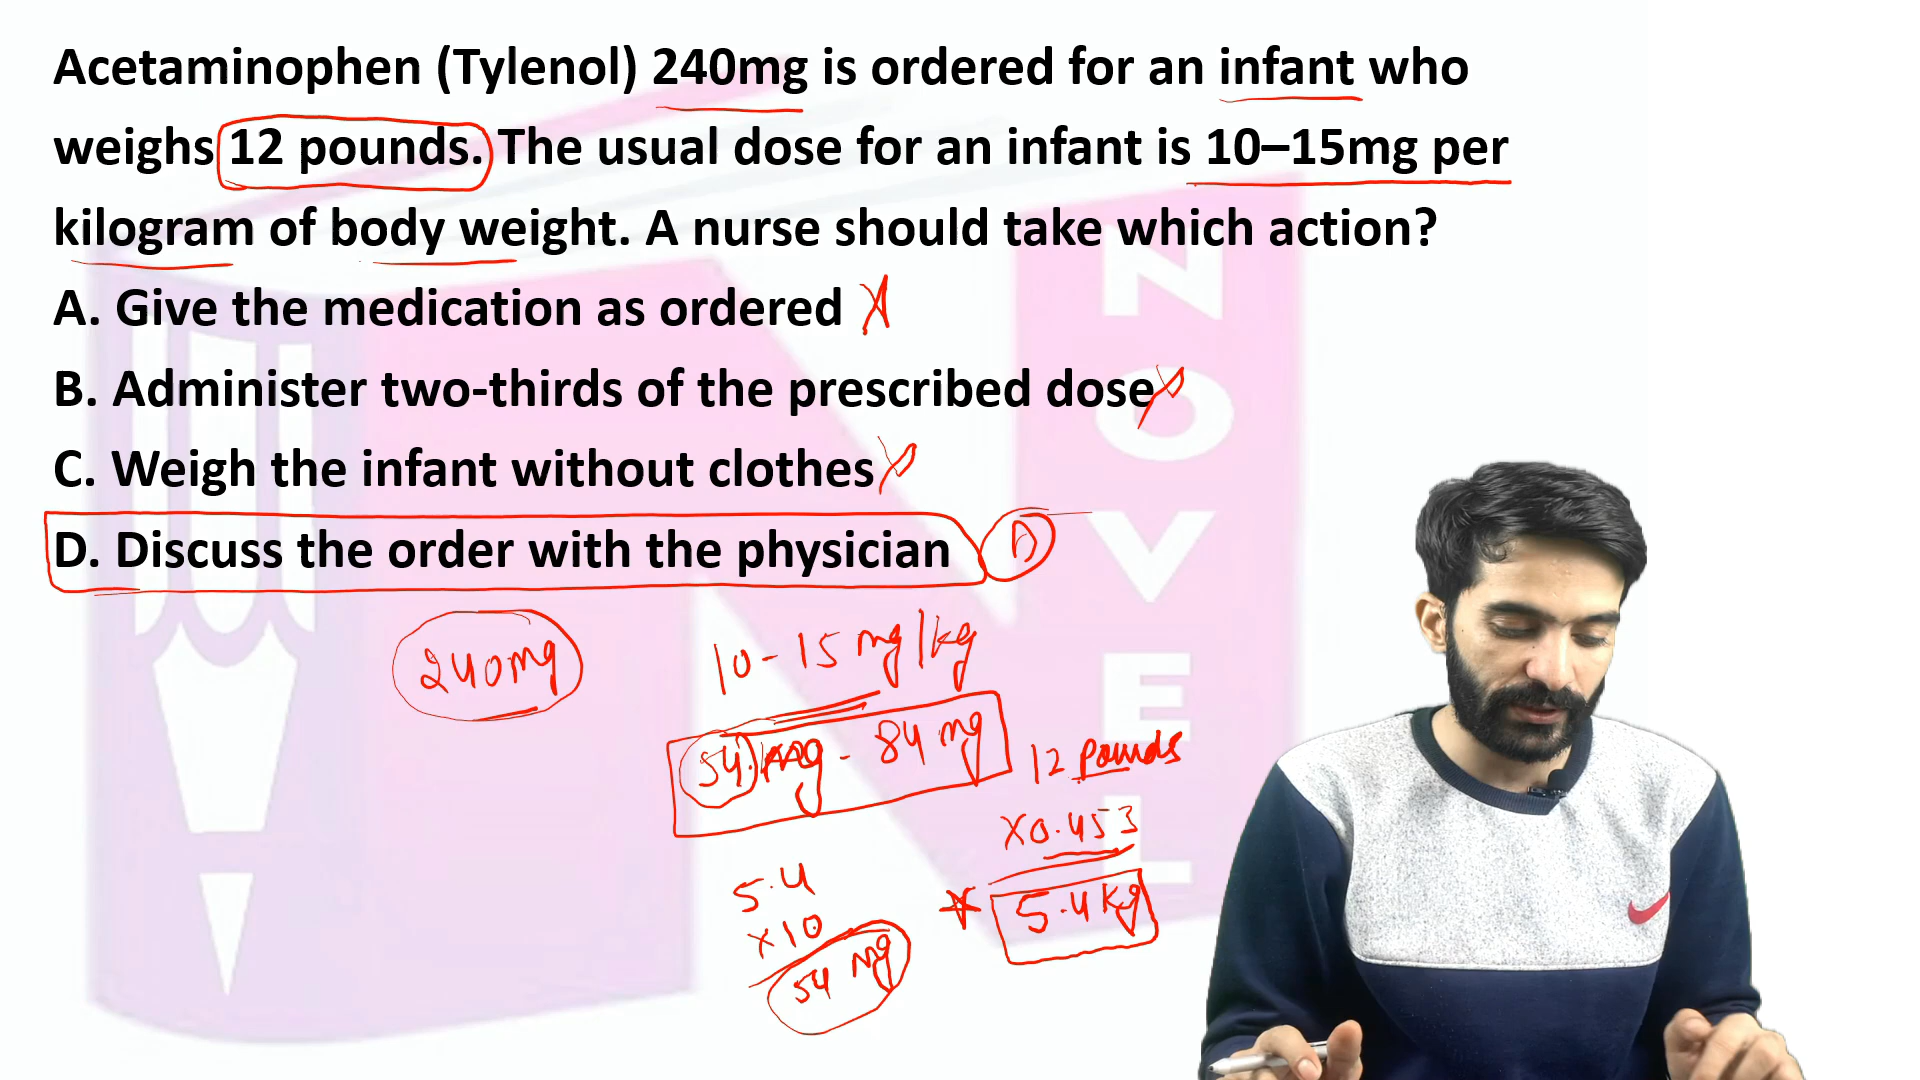 Acetaminophen (Tylenol) 240mg is ordered for an infant who
weighs 12 pounds. The usual dose for an infant is 10–15mg per
kilogram of body weight. A nurse should take which action?
A. Give the medication as ordered
B. Administer two-thirds of the prescribed dose
C. Weigh the infant without clothes
D. Discuss the order with the physician D
240mg
10-15 mg/kg
54 mg - 84 mg
12 pounds
x0.453
5.4 kg
5.4
x10
54 mg
NOVEL